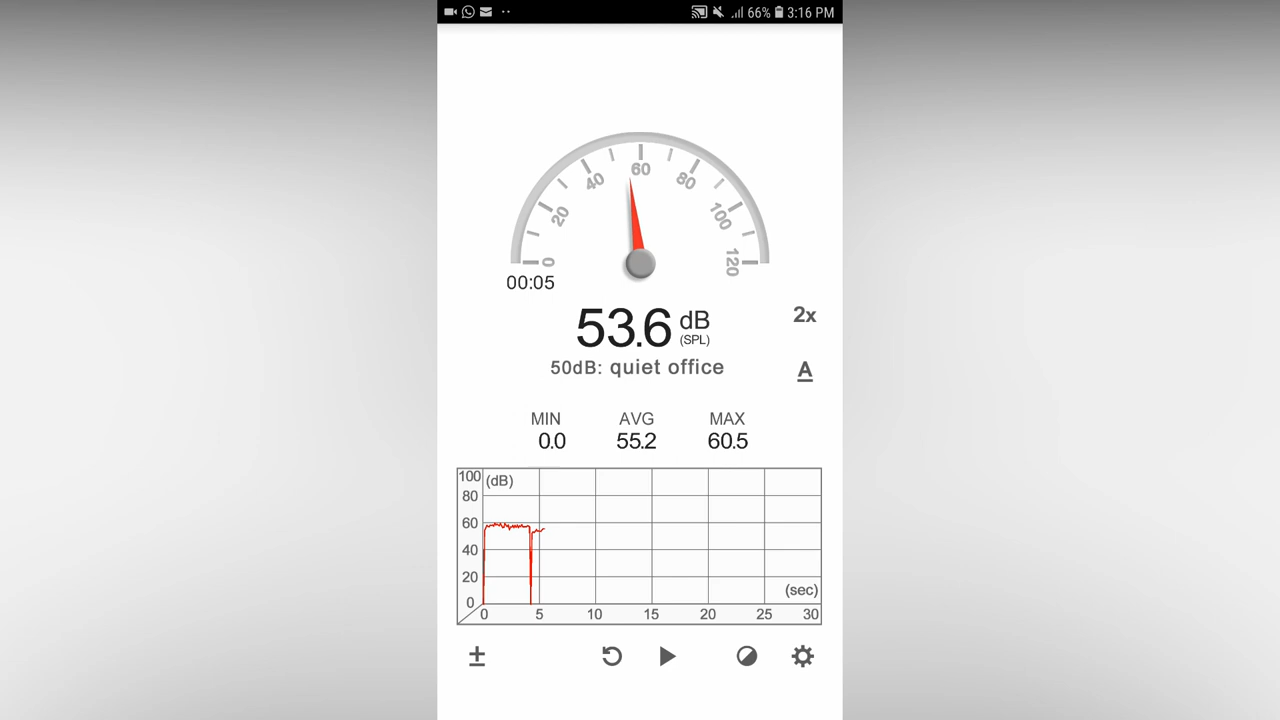 66% 3:16 PM
0 20 40 60 80 100 120
00:05
53.6 dB
(SPL)
2x
50dB: quiet office
A
MIN AVG MAX
0.0 55.2 60.5
100 (dB)
80
60
40
20
0
(sec)
0 5 10 15 20 25 30